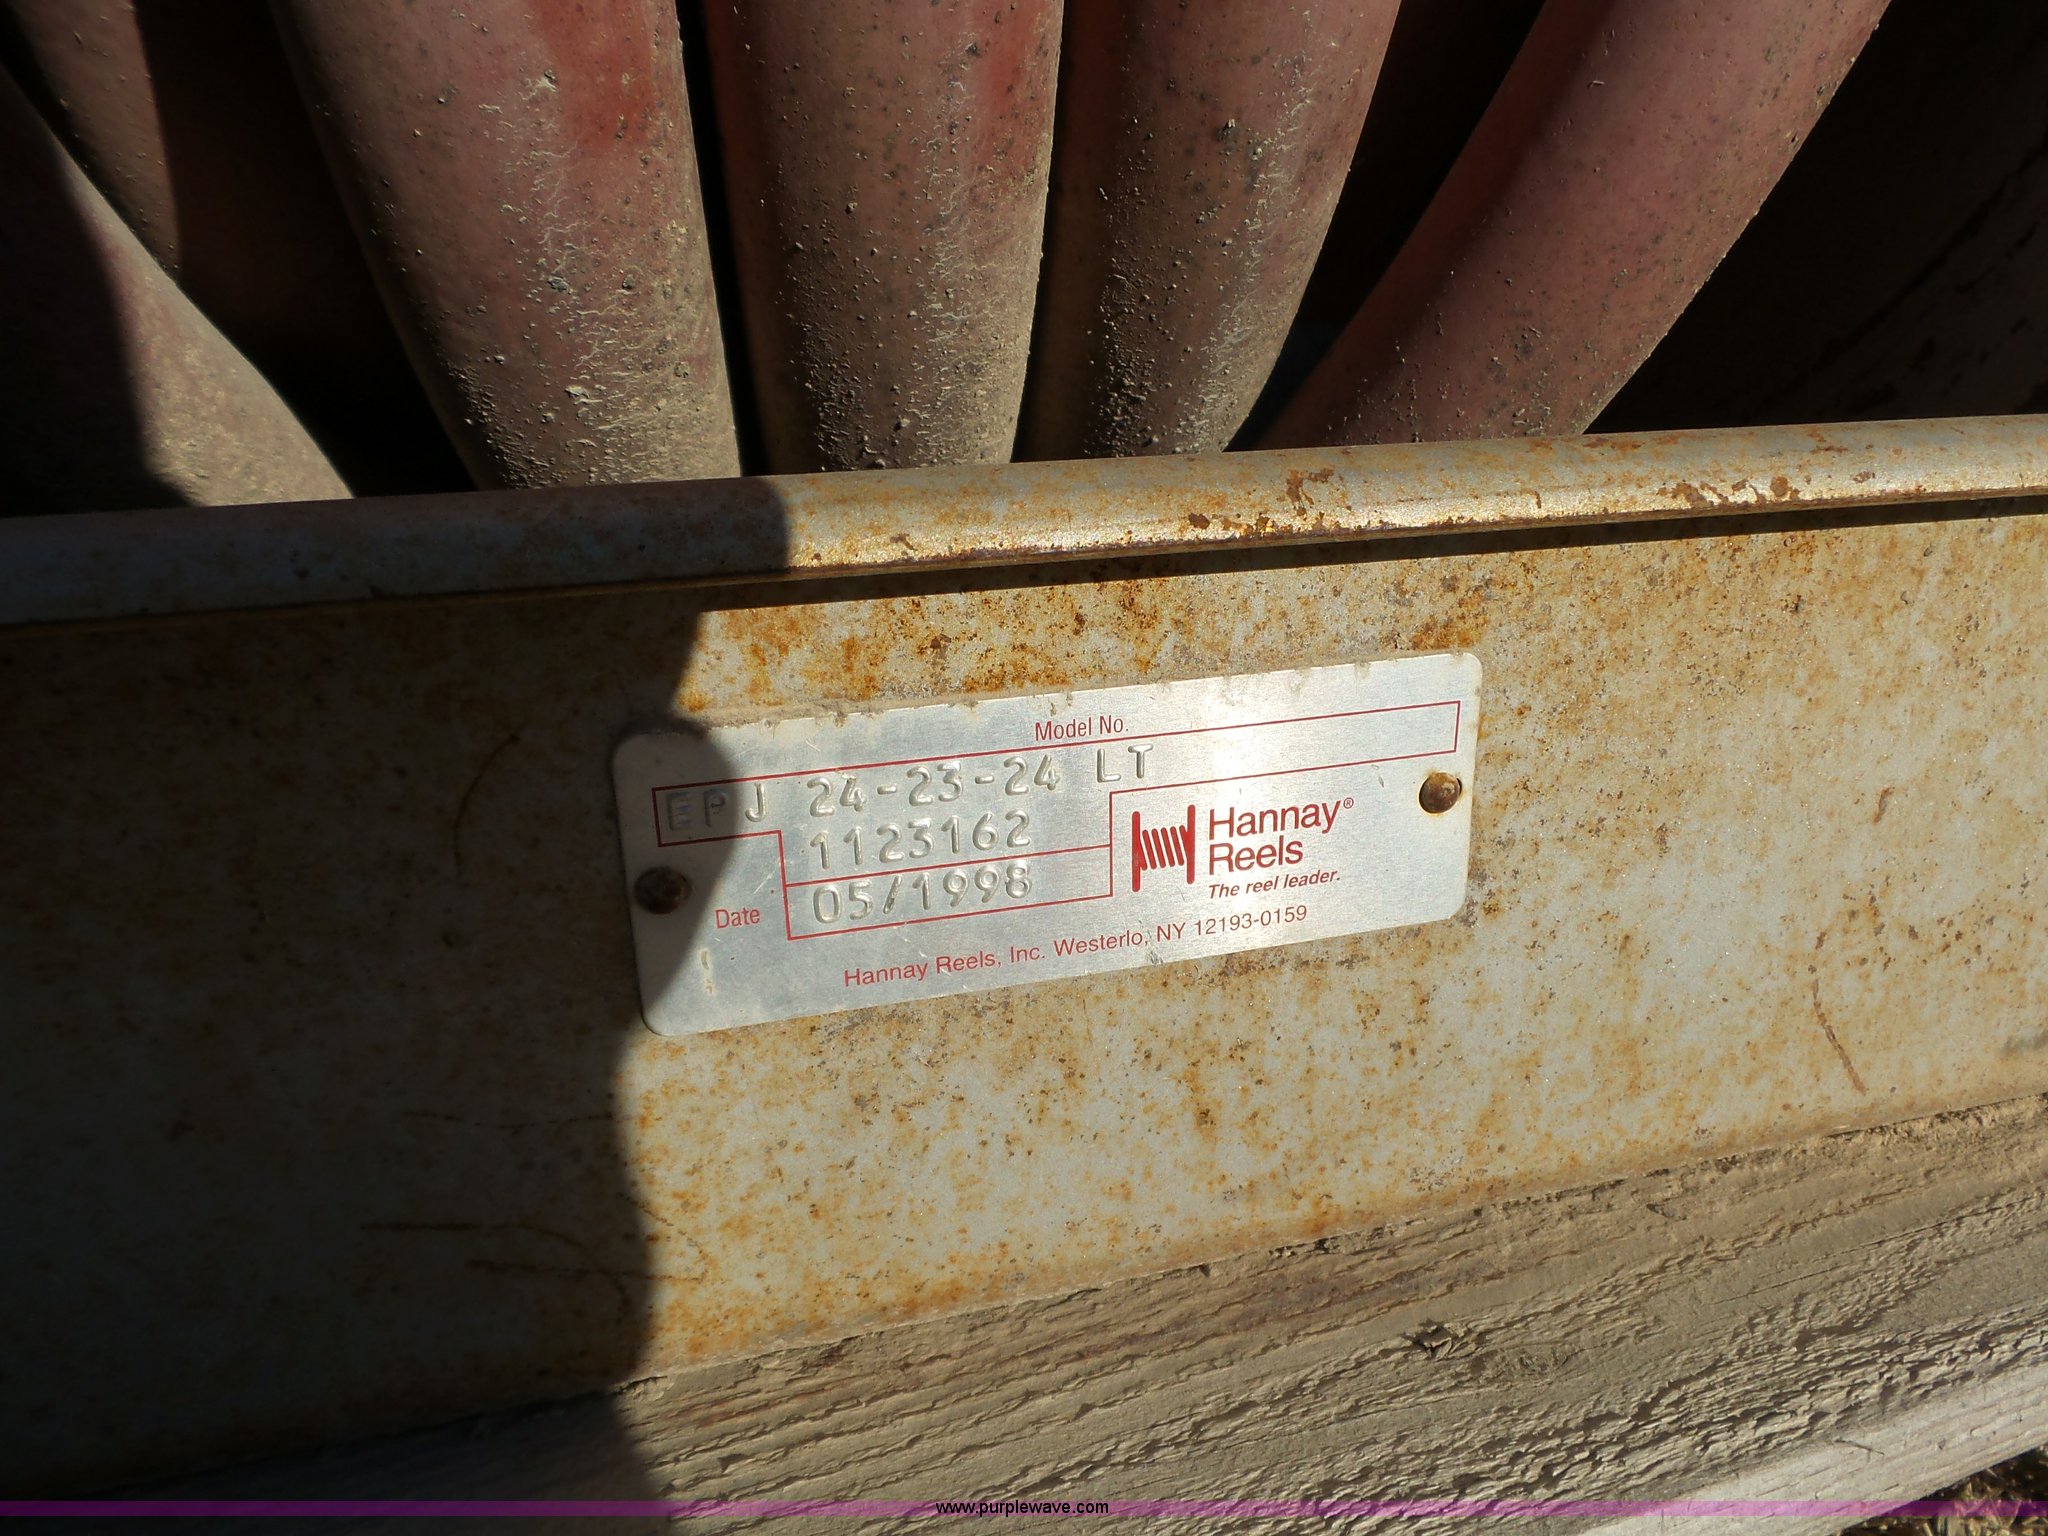 Model No.
EPJ 24-23-24 LT
1123162
Date 05/1998
Hannay®
Reels
The reel leader.
Hannay Reels, Inc. Westerlo, NY 12193-0159
www.purplewave.com